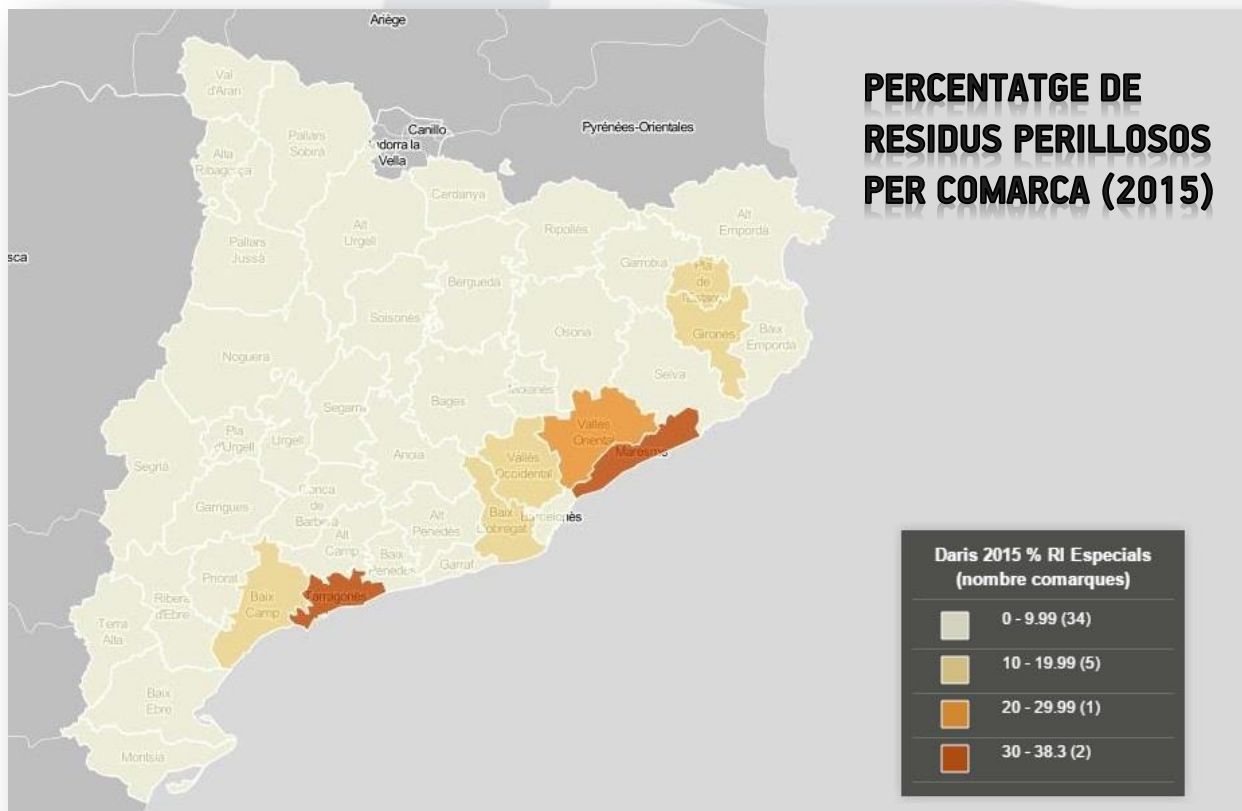 PERCENTATGE DE
RESIDUS PERILLOSOS
PER COMARCA (2015)
Ariège
Val
d'Aran
Pallars
Sobirà
Canillo
Andorra la
Vella
Pyrénées-Orientales
Alta
Ribagorça
Cerdanya
Alt
Urgell
Ripollès
Alt
Empordà
Pallars
Jussà
sca
Garrotxa
Pla
de
l'Estany
Berguedà
Solsonès
Osona
Gironès
Baix
Empordà
Noguera
Selva
Moianès
Bages
Segarra
Vallès
Oriental
Pla
d'Urgell
Urgell
Maresme
Anoia
Segrià
Vallès
Occidental
Garrigues
Conca
de
Barberà
Alt
Penedès
Baix
Llobregat
Barcelonès
Alt
Camp
Baix
Penedès
Garraf
Priorat
Ribera
d'Ebre
Baix
Camp
Tarragonès
Terra
Alta
Baix
Ebre
Montsià
Daris 2015 % RI Especials
(nombre comarques)
0 - 9.99 (34)
10 - 19.99 (5)
20 - 29.99 (1)
30 - 38.3 (2)